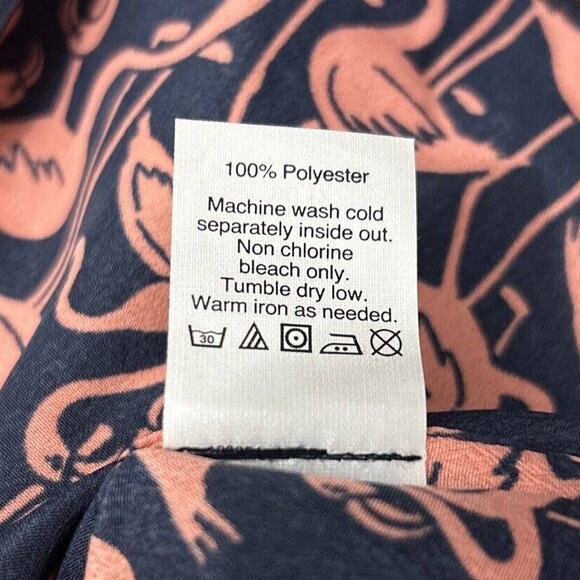 100% Polyester
Machine wash cold
separately inside out.
Non chlorine
bleach only.
Tumble dry low.
Warm iron as needed.
30